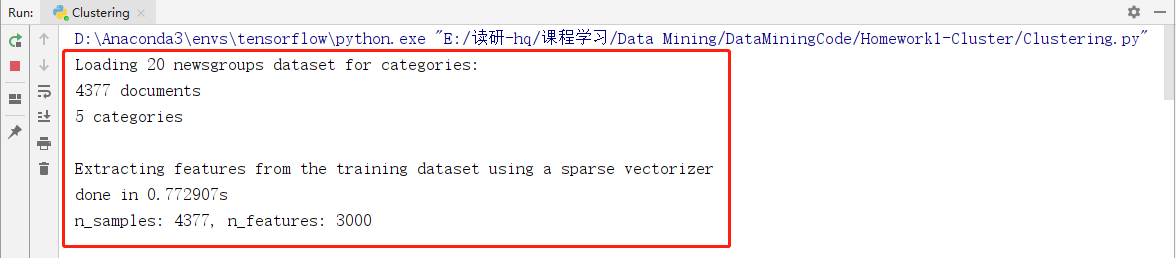 Run: Clustering
D:\Anaconda3\envs\tensorflow\python.exe "E:/读研-hq/课程学习/Data Mining/DataMiningCode/Homework1-Cluster/Clustering.py"
Loading 20 newsgroups dataset for categories:
4377 documents
5 categories
Extracting features from the training dataset using a sparse vectorizer
done in 0.772907s
n_samples: 4377, n_features: 3000